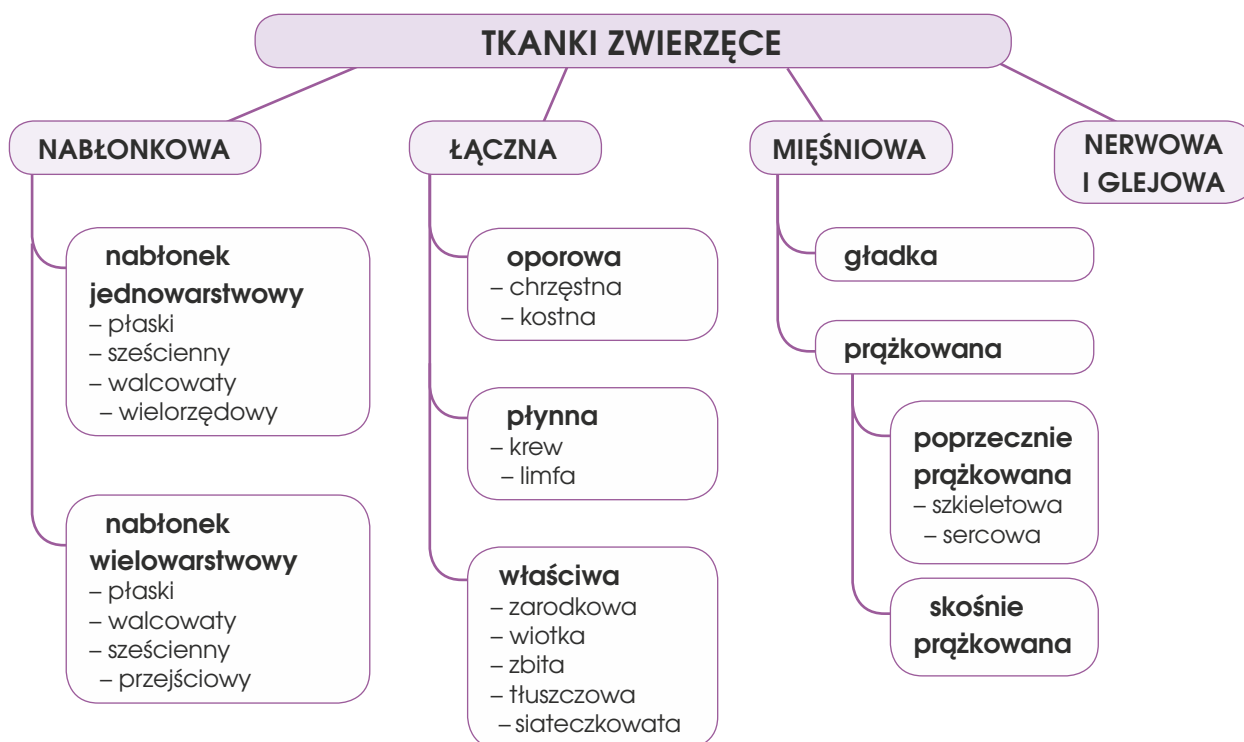 TKANKI ZWIERZĘCE
NABŁONKOWA
nabłonek
jednowarstwowy
– płaski
– sześcienny
– walcowaty
– wielorzędowy
nabłonek
wielowarstwowy
– płaski
– walcowaty
– sześcienny
– przejściowy
ŁĄCZNA
oporowa
– chrzęstna
– kostna
płynna
– krew
– limfa
właściwa
– zarodkowa
– wiotka
– zbita
– tłuszczowa
– siateczkowata
MIĘŚNIOWA
gładka
prążkowana
poprzecznie
prążkowana
– szkieletowa
– sercowa
skośnie
prążkowana
NERWOWA
I GLEJOWA